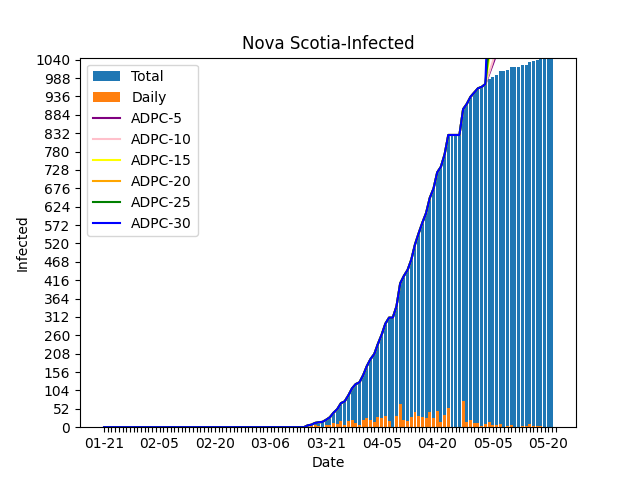 Nova Scotia-Infected
Infected
1040
988
936
884
832
780
728
676
624
572
520
468
416
364
312
260
208
156
104
52
0
Total
Daily
ADPC-5
ADPC-10
ADPC-15
ADPC-20
ADPC-25
ADPC-30
01-21 02-05 02-20 03-06 03-21 04-05 04-20 05-05 05-20
Date